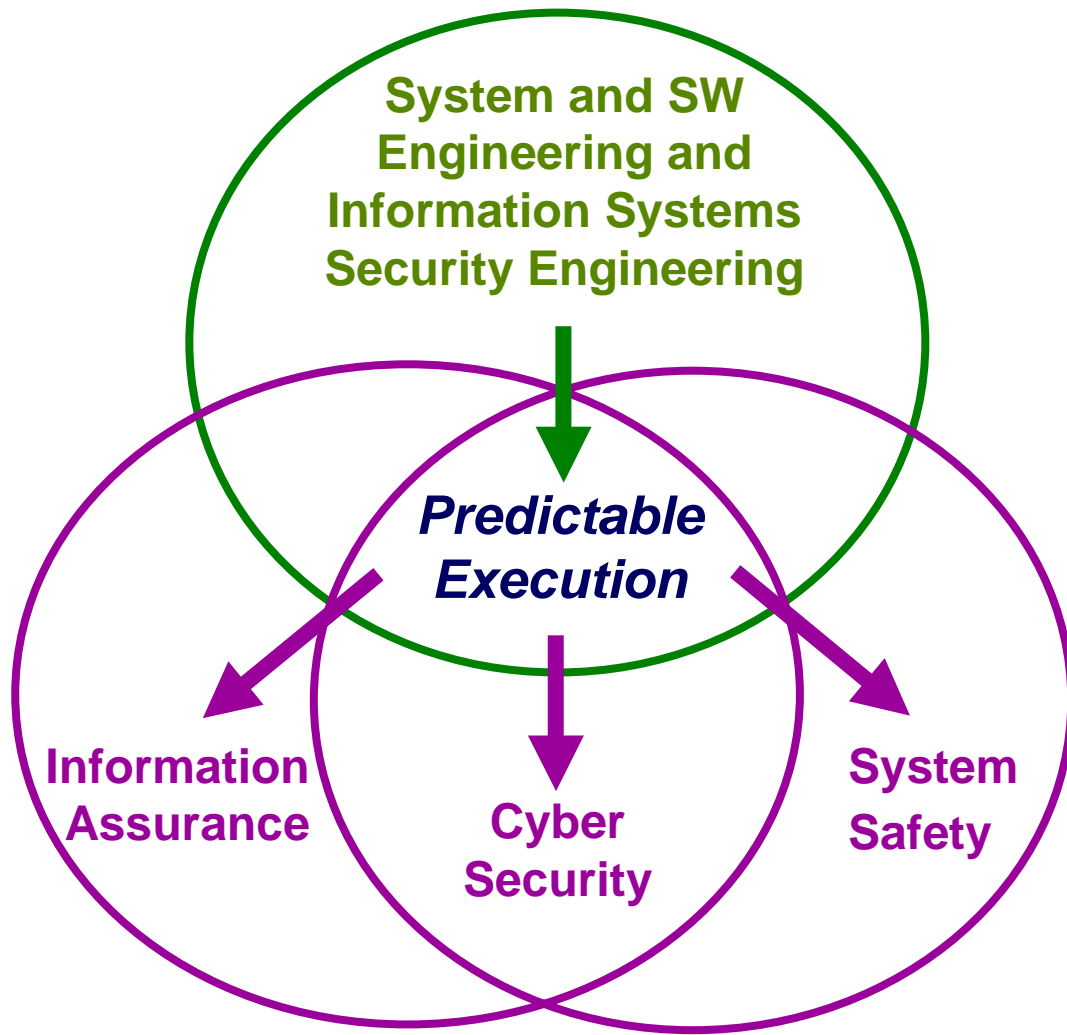 System and SW
Engineering and
Information Systems
Security Engineering
Predictable
Execution
Information
Assurance
Cyber
Security
System
Safety